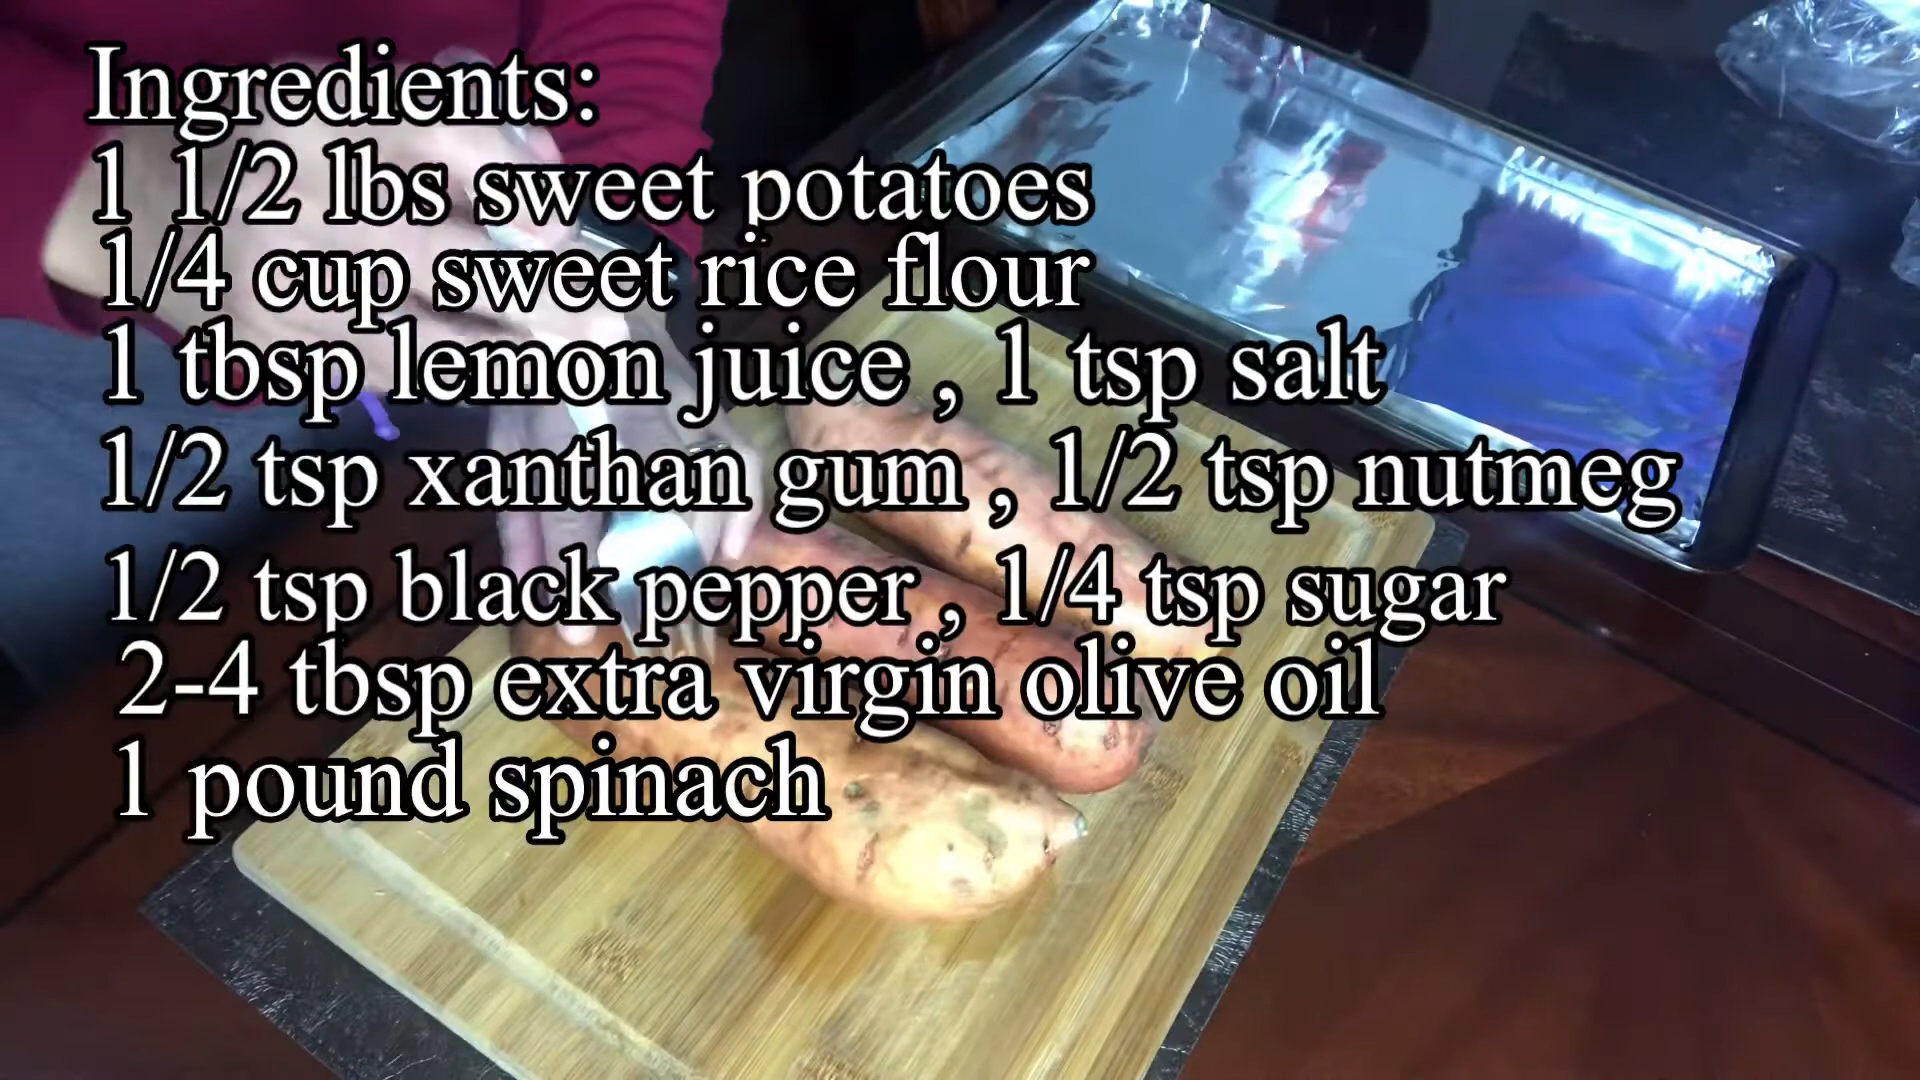 Ingredients:
1 1/2 lbs sweet potatoes
1/4 cup sweet rice flour
1 tbsp lemon juice , 1 tsp salt
1/2 tsp xanthan gum , 1/2 tsp nutmeg
1/2 tsp black pepper , 1/4 tsp sugar
2-4 tbsp extra virgin olive oil
1 pound spinach